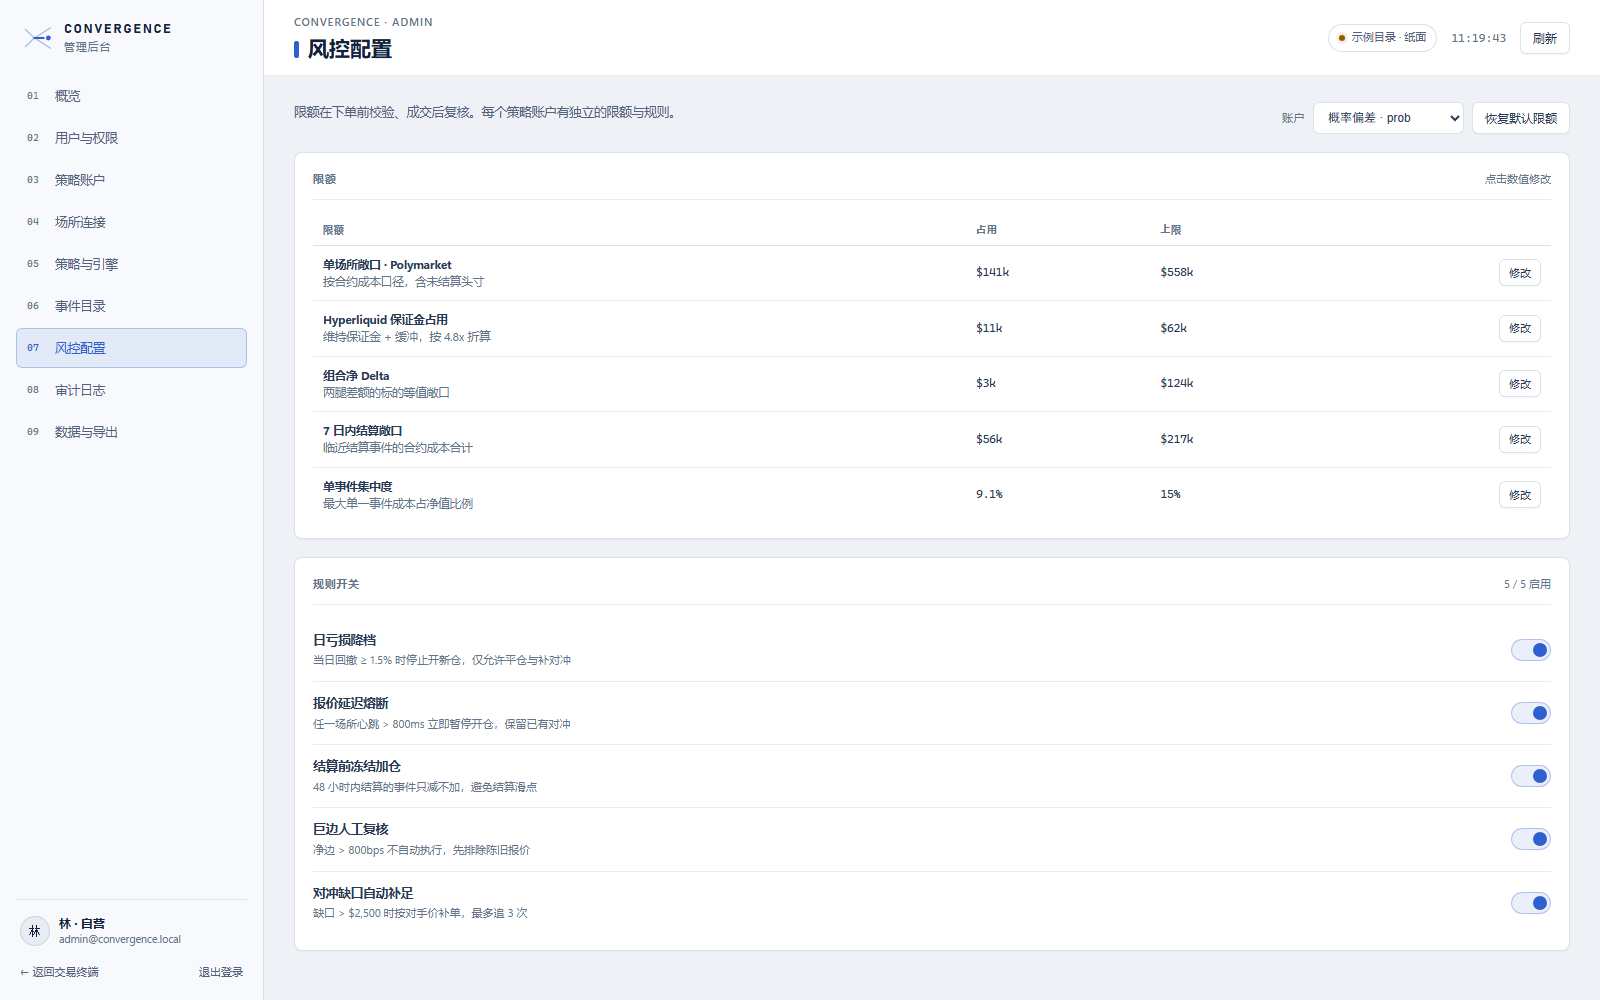 CONVERGENCE
管理后台
01 概览
02 用户与权限
03 策略账户
04 场所连接
05 策略与引擎
06 事件目录
07 风控配置
08 审计日志
09 数据与导出
林 林 · 自营
admin@convergence.local
← 返回交易终端 退出登录
CONVERGENCE · ADMIN
风控配置
示例目录 · 纸面 11:19:43 刷新
限额在下单前校验、成交后复核。每个策略账户有独立的限额与规则。
账户 概率偏差 · prob 恢复默认限额
限额 点击数值修改
限额 占用 上限
单场所敞口 · Polymarket
按合约成本口径，含未结算头寸
$141k $558k 修改
Hyperliquid 保证金占用
维持保证金 + 缓冲，按 4.8x 折算
$11k $62k 修改
组合净 Delta
两腿差额的标的等值敞口
$3k $124k 修改
7 日内结算敞口
临近结算事件的合约成本合计
$56k $217k 修改
单事件集中度
最大单一事件成本占净值比例
9.1% 15% 修改
规则开关 5 / 5 启用
日亏损降档
当日回撤 ≥ 1.5% 时停止开新仓，仅允许平仓与补对冲
报价延迟熔断
任一场所心跳 > 800ms 立即暂停开仓，保留已有对冲
结算前冻结加仓
48 小时内结算的事件只减不加，避免结算滑点
巨边人工复核
净边 > 800bps 不自动执行，先排除陈旧报价
对冲缺口自动补足
缺口 > $2,500 时按对手价补单，最多追 3 次